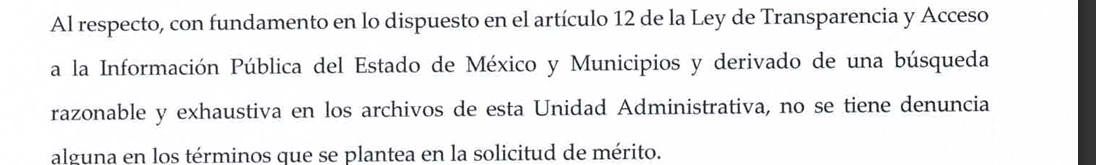 Al respecto, con fundamento en lo dispuesto en el artículo 12 de la Ley de Transparencia y Acceso
a la Información Pública del Estado de México y Municipios y derivado de una búsqueda
razonable y exhaustiva en los archivos de esta Unidad Administrativa, no se tiene denuncia
alguna en los términos que se plantea en la solicitud de mérito.